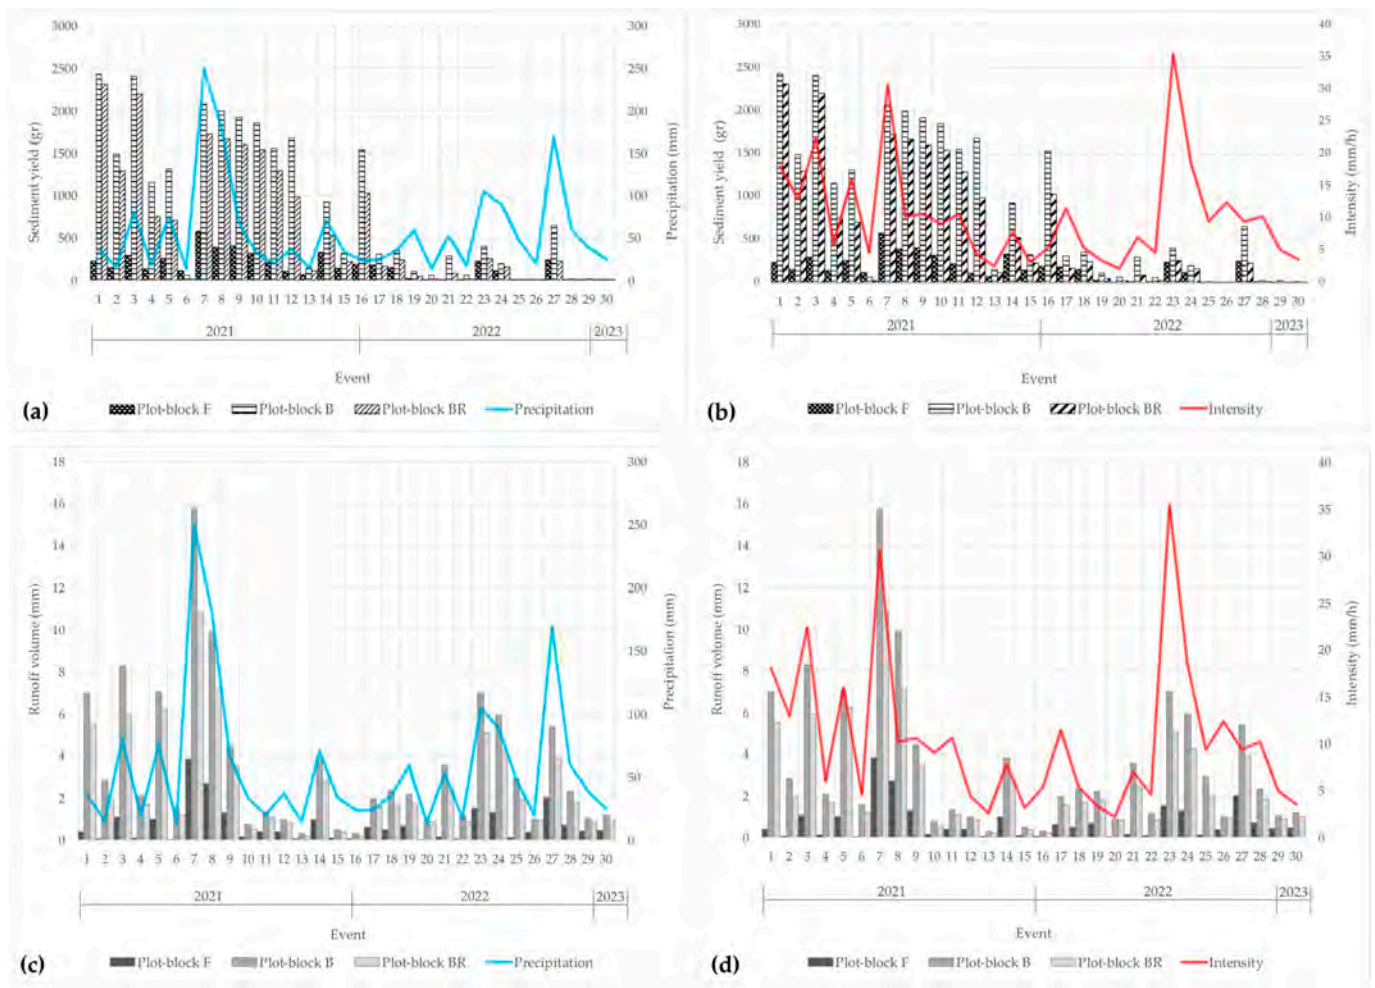 3000
2500
2000
1500
1000
500
0
Sediment yield (gr)
300
250
200
150
100
50
0
Precipitation (mm)
1 2 3 4 5 6 7 8 9 10 11 12 13 14 15 16 17 18 19 20 21 22 23 24 25 26 27 28 29 30
2021 2022 2023
Event
(a) Plot-block F Plot-block B Plot-block BR Precipitation
3000
2500
2000
1500
1000
500
0
Sediment yield (gr)
40
35
30
25
20
15
10
5
0
Intensity (mm/h)
1 2 3 4 5 6 7 8 9 10 11 12 13 14 15 16 17 18 19 20 21 22 23 24 25 26 27 28 29 30
2021 2022 2023
Event
(b) Plot-block F Plot-block B Plot-block BR Intensity
18
16
14
12
10
8
6
4
2
0
Runoff volume (mm)
300
250
200
150
100
50
0
Precipitation (mm)
1 2 3 4 5 6 7 8 9 10 11 12 13 14 15 16 17 18 19 20 21 22 23 24 25 26 27 28 29 30
2021 2022 2023
Event
(c) Plot-block F Plot-block B Plot-block BR Precipitation
18
16
14
12
10
8
6
4
2
0
Runoff volume (mm)
40
35
30
25
20
15
10
5
0
Intensity (mm/h)
1 2 3 4 5 6 7 8 9 10 11 12 13 14 15 16 17 18 19 20 21 22 23 24 25 26 27 28 29 30
2021 2022 2023
Event
(d) Plot-block F Plot-block B Plot-block BR Intensity